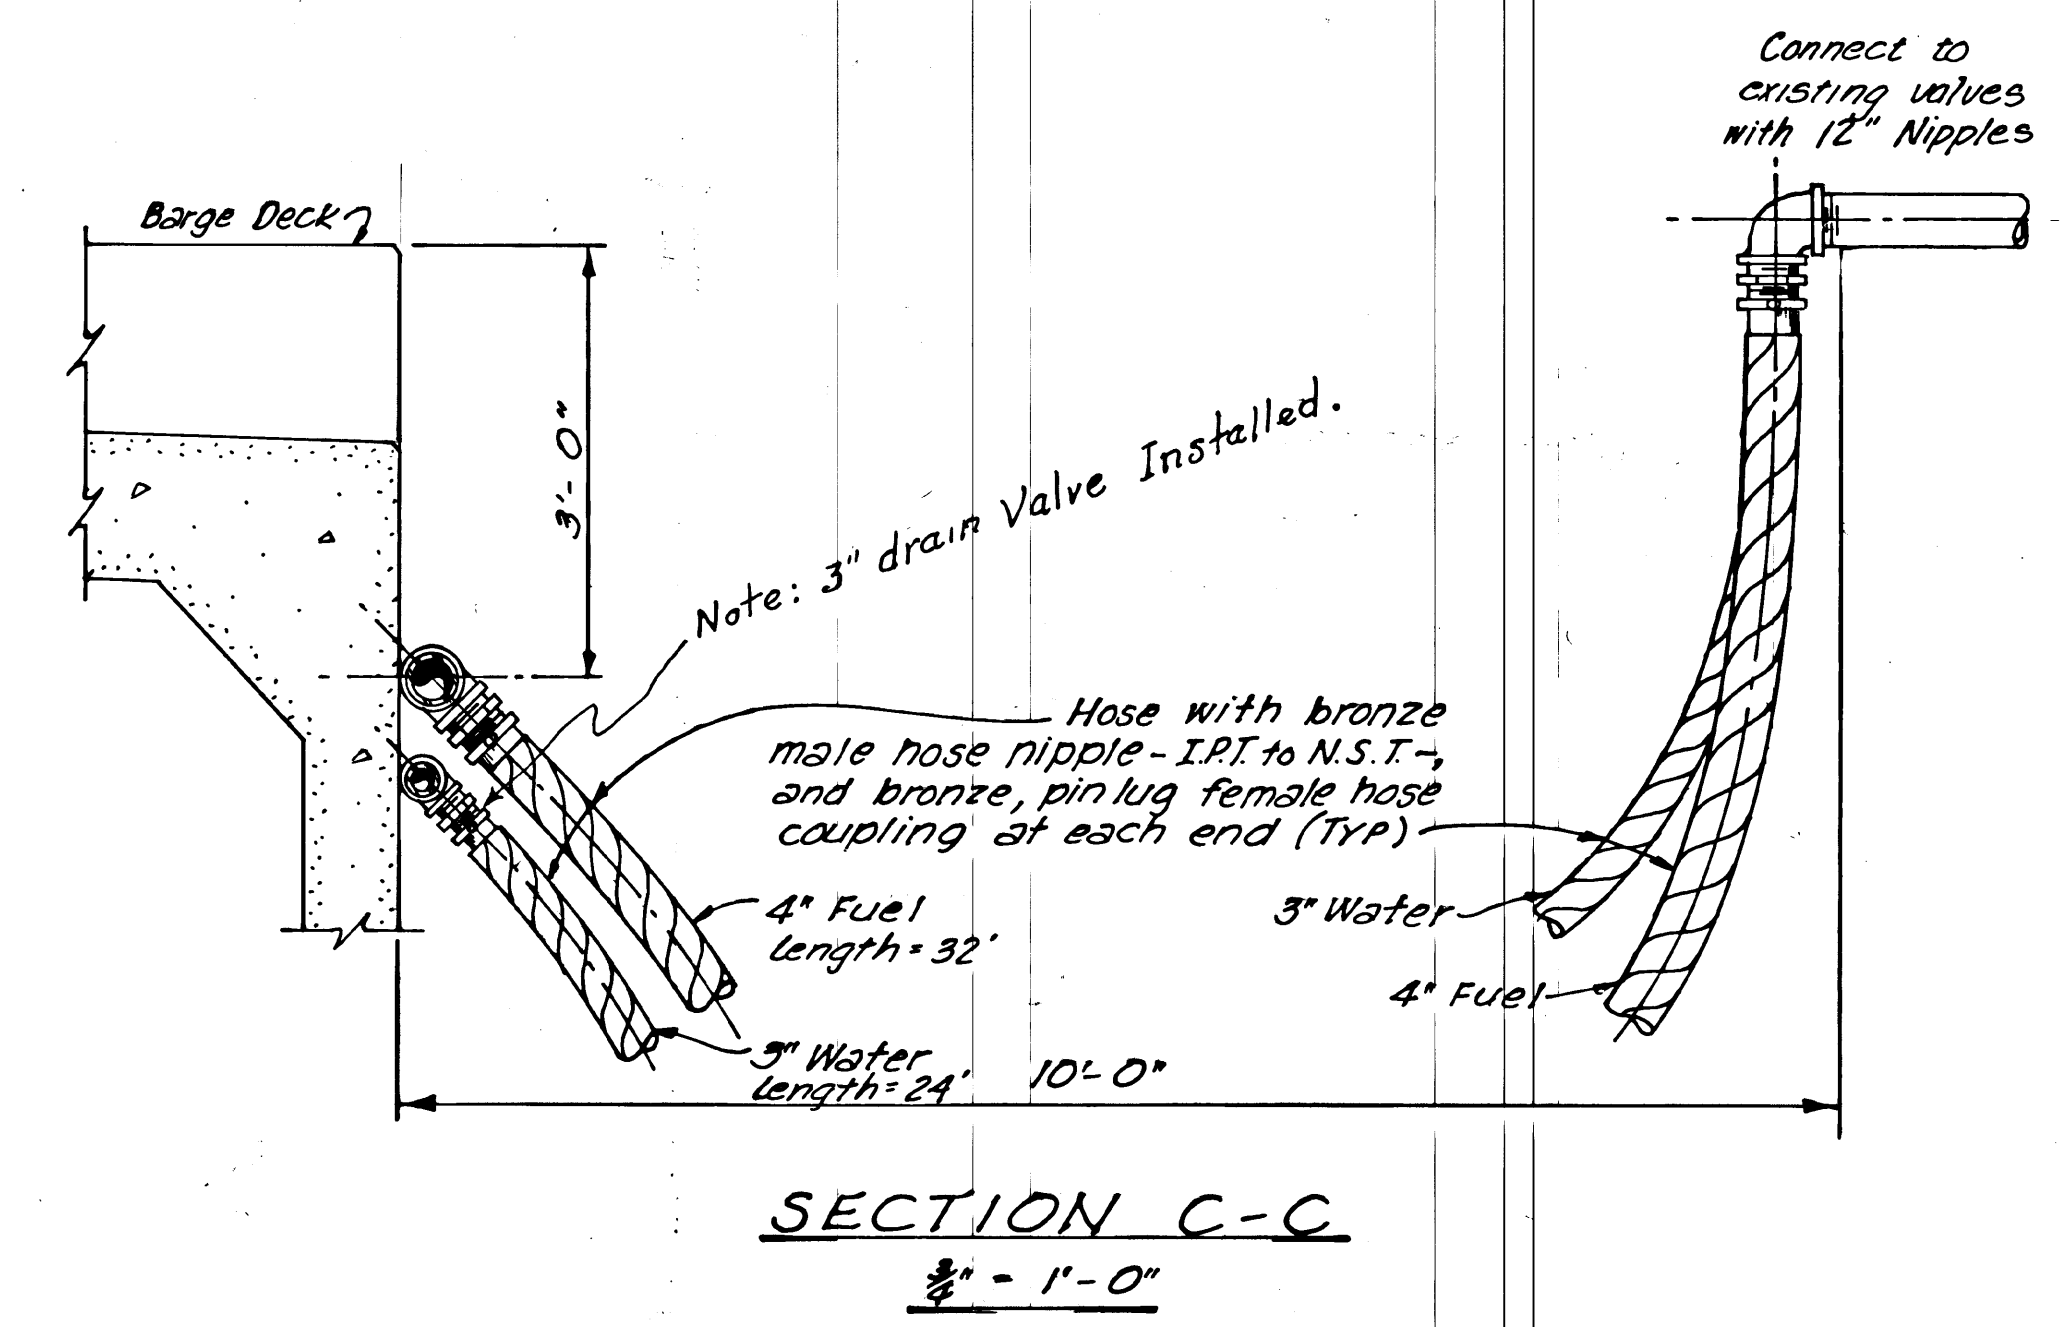 Connect to
existing valves
with 12" Nipples
Barge Deck
3'-0"
Note: 3" drain Valve Installed.
Hose with bronze
male hose nipple - I.P.T. to N.S.T.-,
and bronze, pin lug female hose
coupling at each end (TYP)
4" Fuel
length = 32'
3" Water
4" Fuel
3" Water
length = 24'
10'-0"
SECTION C-C
3/4" - 1'-0"